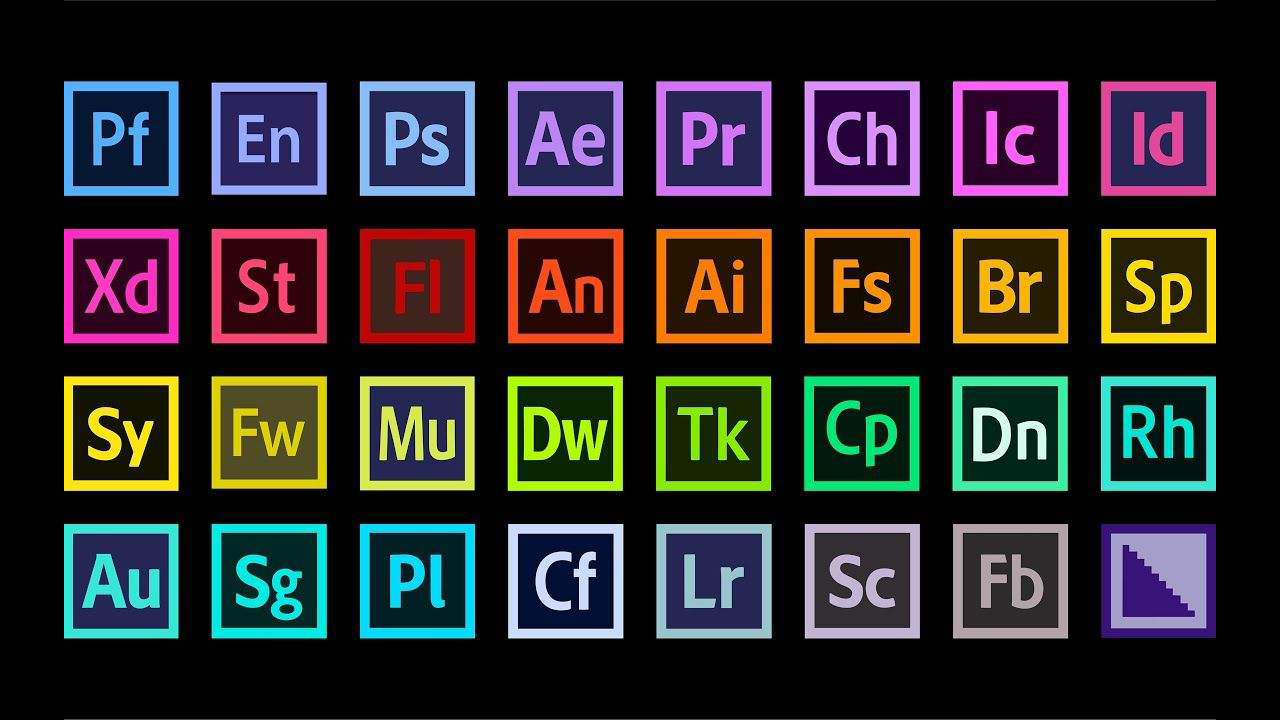 Pf En Ps Ae Pr Ch Ic Id
Xd St Fl An Ai Fs Br Sp
Sy Fw Mu Dw Tk Cp Dn Rh
Au Sg Pl Cf Lr Sc Fb